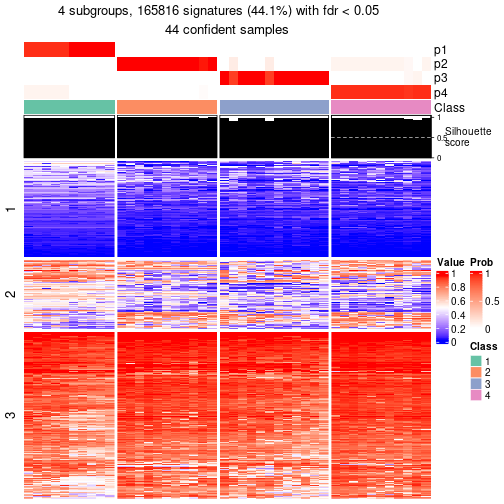 4 subgroups, 165816 signatures (44.1%) with fdr < 0.05
44 confident samples
p1
p2
p3
p4
Class
1
0.5
0
Silhouette
score
1
2
3
Value
1
0.8
0.6
0.4
0.2
0
Prob
1
0.5
0
Class
1
2
3
4